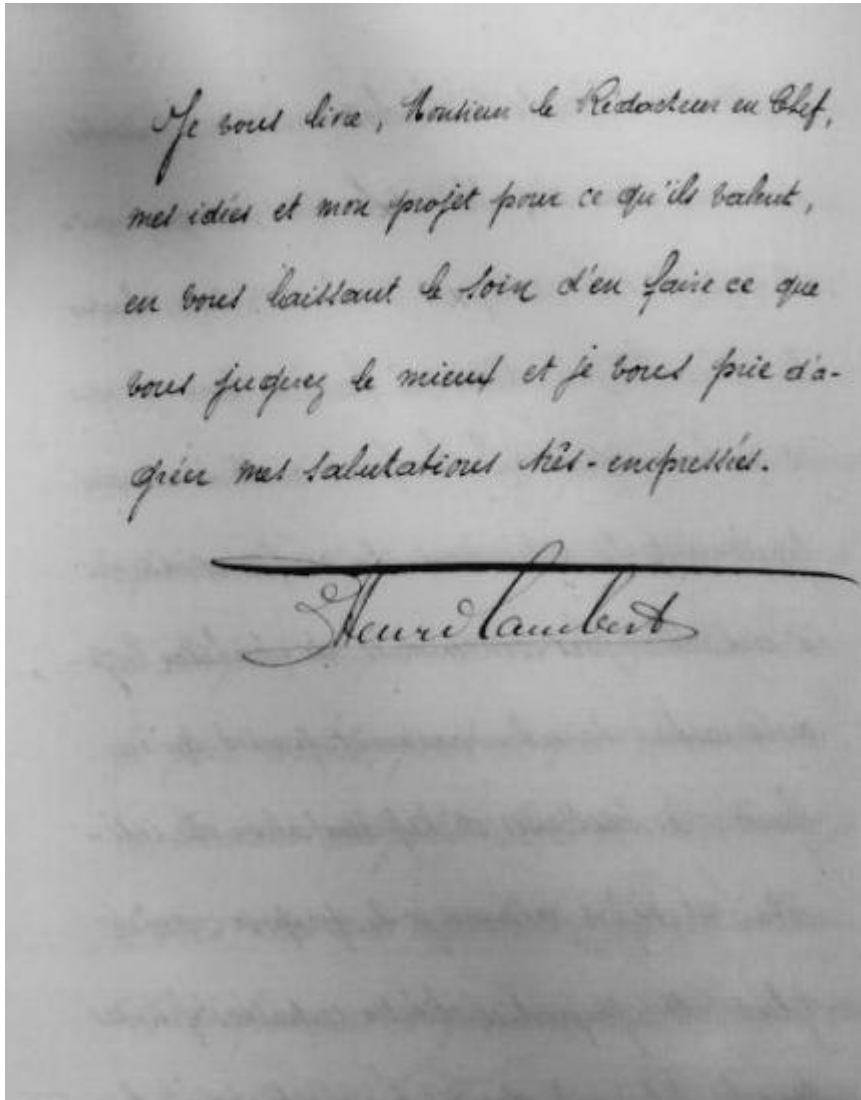 Je vous livre, Monsieur le Rédacteur en Chef,
mes idées et mon projet pour ce qu'ils valent,
en vous laissant le soin d'en faire ce que
vous jugerez le mieux et je vous prie d'a-
gréer mes salutations très-empressées.
Henri Lambert